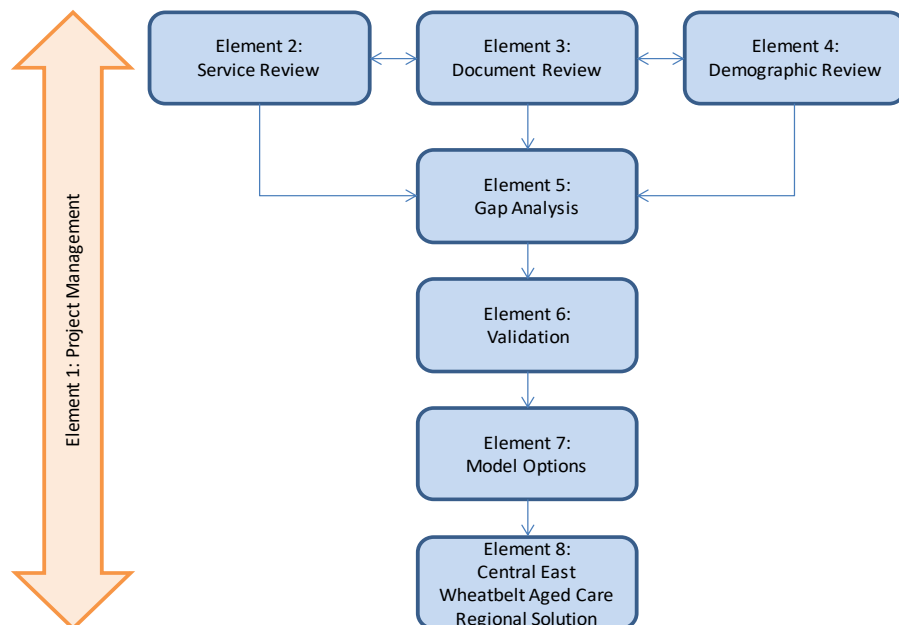 Element 1: Project Management
Element 2:
Service Review
Element 3:
Document Review
Element 4:
Demographic Review
Element 5:
Gap Analysis
Element 6:
Validation
Element 7:
Model Options
Element 8:
Central East
Wheatbelt Aged Care
Regional Solution